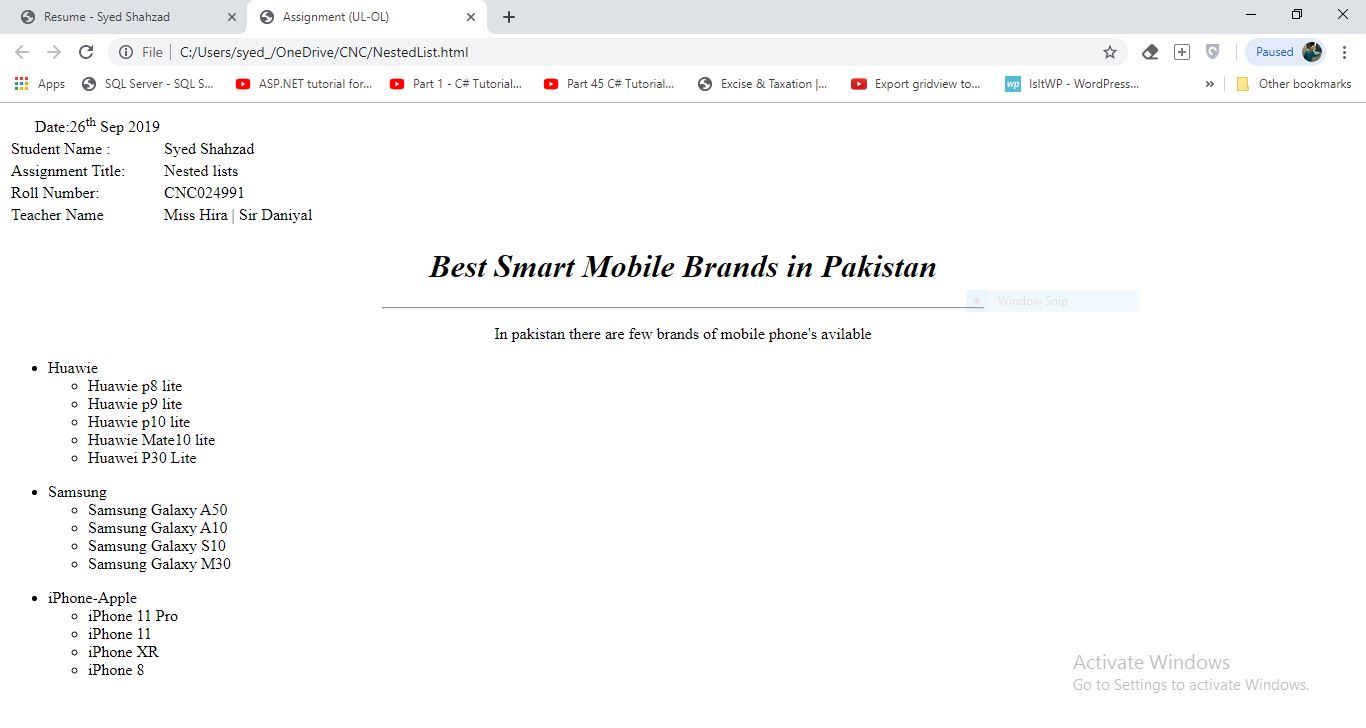 Resume - Syed Shahzad
Assignment (UL-OL)
File
C:/Users/syed_/OneDrive/CNC/NestedList.html
Paused
Apps
SQL Server - SQL S...
ASP.NET tutorial for...
Part 1 - C# Tutorial...
Part 45 C# Tutorial...
Excise & Taxation |...
Export gridview to...
wp IsItWP - WordPress...
»
Other bookmarks
Date:26th Sep 2019
Student Name : Syed Shahzad
Assignment Title: Nested lists
Roll Number: CNC024991
Teacher Name Miss Hira | Sir Daniyal
Best Smart Mobile Brands in Pakistan
Window Snip
In pakistan there are few brands of mobile phone's avilable
Huawie
Huawie p8 lite
Huawie p9 lite
Huawie p10 lite
Huawie Mate10 lite
Huawei P30 Lite
Samsung
Samsung Galaxy A50
Samsung Galaxy A10
Samsung Galaxy S10
Samsung Galaxy M30
iPhone-Apple
iPhone 11 Pro
iPhone 11
iPhone XR
iPhone 8
Activate Windows
Go to Settings to activate Windows.